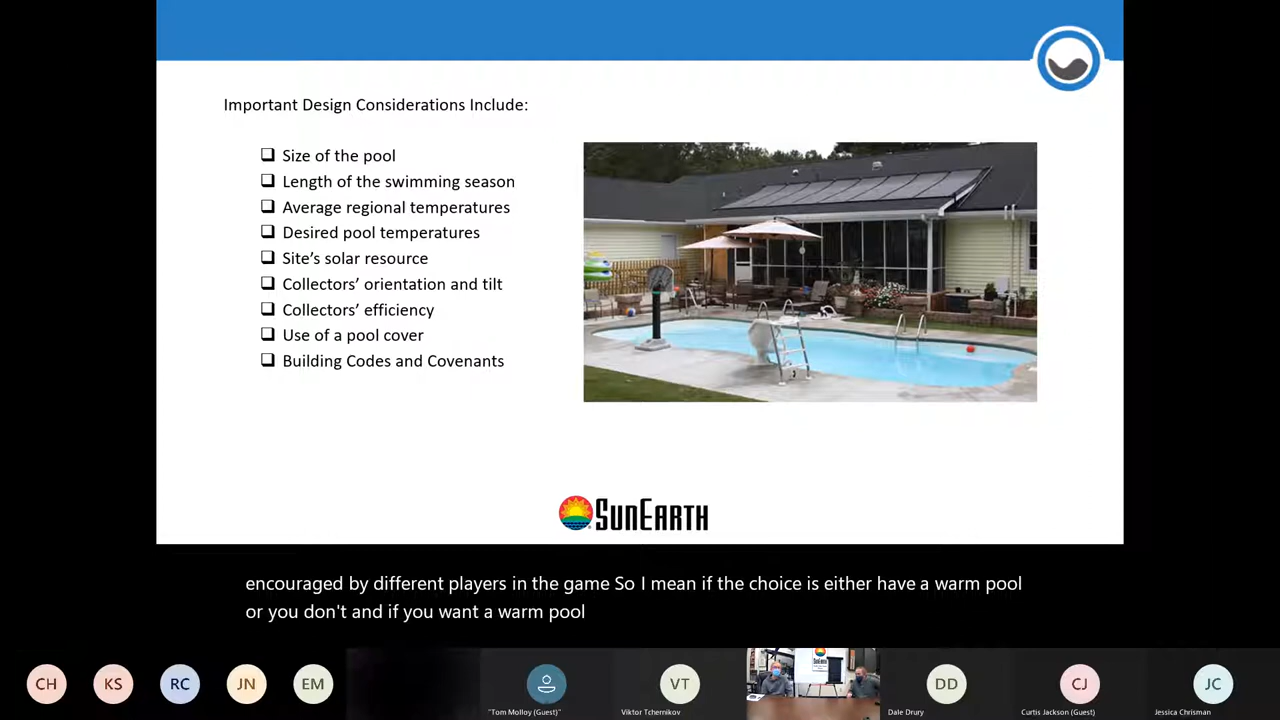 Important Design Considerations Include:
Size of the pool
Length of the swimming season
Average regional temperatures
Desired pool temperatures
Site's solar resource
Collectors' orientation and tilt
Collectors' efficiency
Use of a pool cover
Building Codes and Covenants
SUNEARTH
encouraged by different players in the game So I mean if the choice is either have a warm pool
or you don't and if you want a warm pool
CH
KS
RC
JN
EM
VT
SUNEARTH
DD
CJ
JC
"Tom Molloy (Guest)"
Viktor Tchernikov
Dale Drury
Curtis Jackson (Guest)
Jessica Chrisman